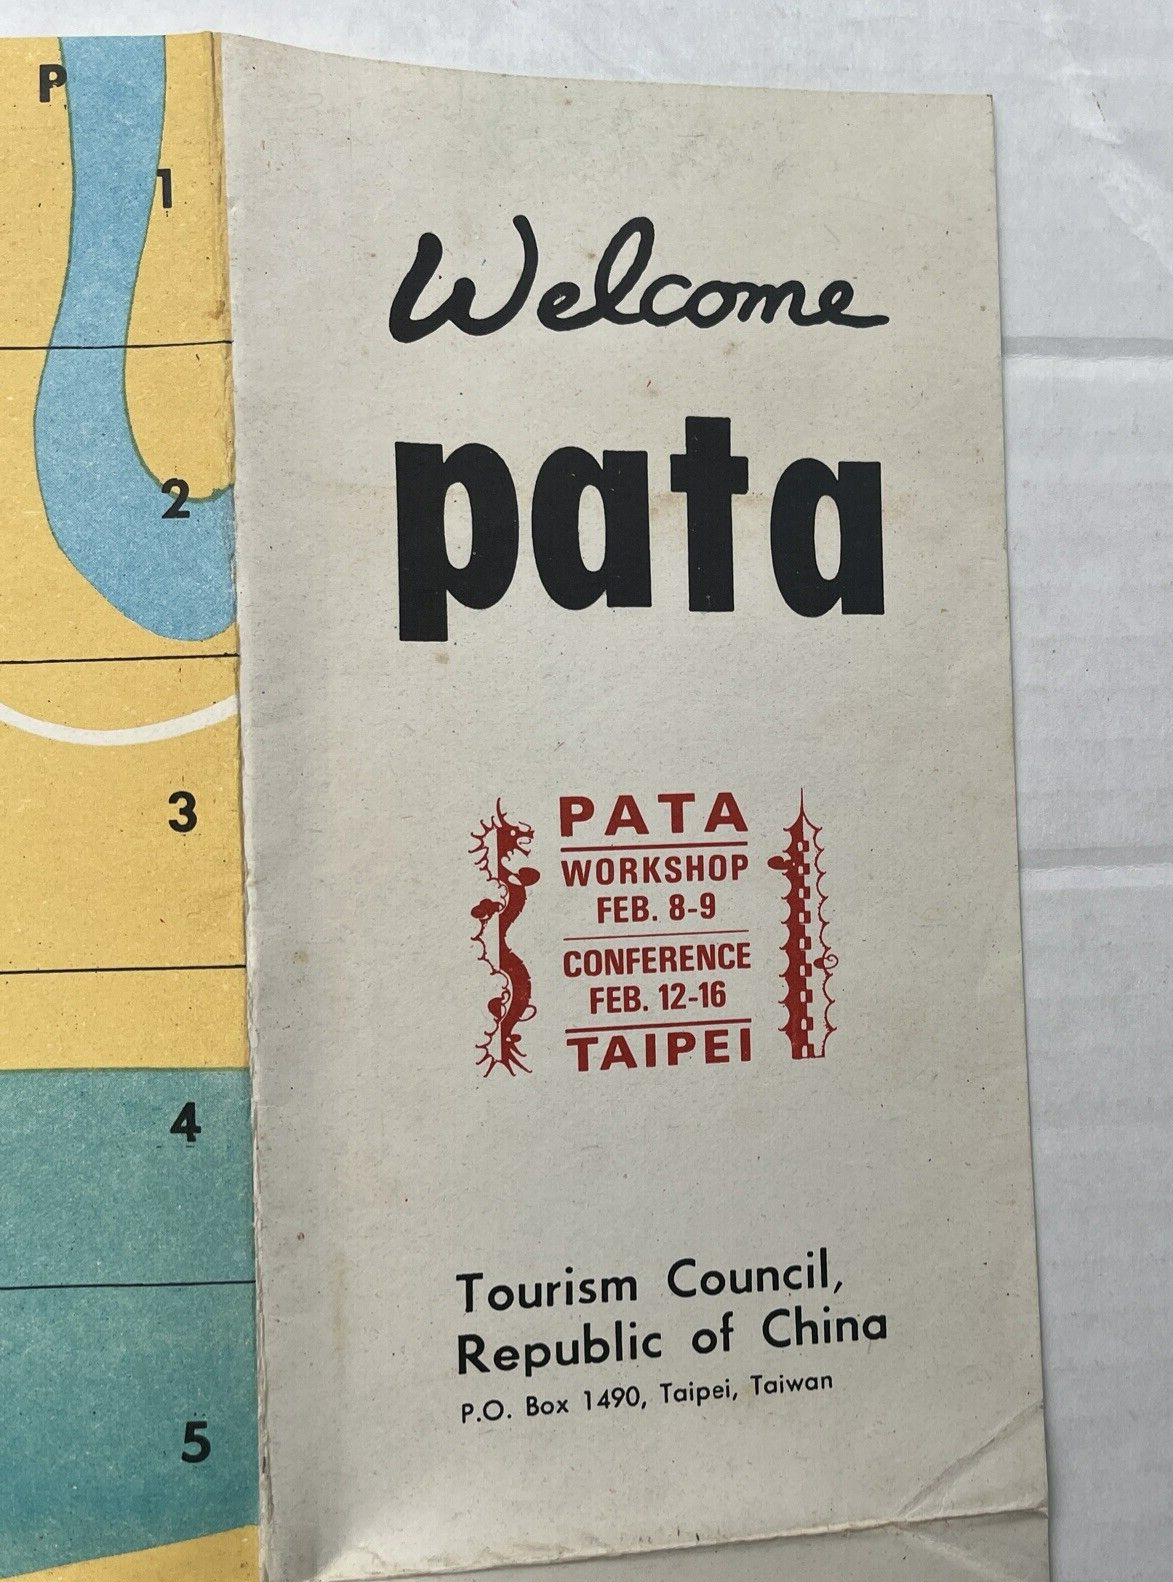 P
1
2
3
4
5
Welcome
pata
PATA
WORKSHOP
FEB. 8-9
CONFERENCE
FEB. 12-16
TAIPEI
Tourism Council,
Republic of China
P.O. Box 1490, Taipei, Taiwan